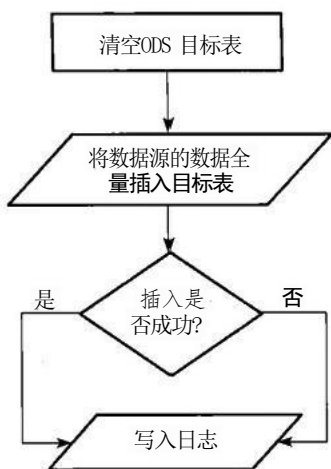 清空ODS 目标表
将数据源的数据全
量插入目标表
是
插入是
否成功?
否
写入日志